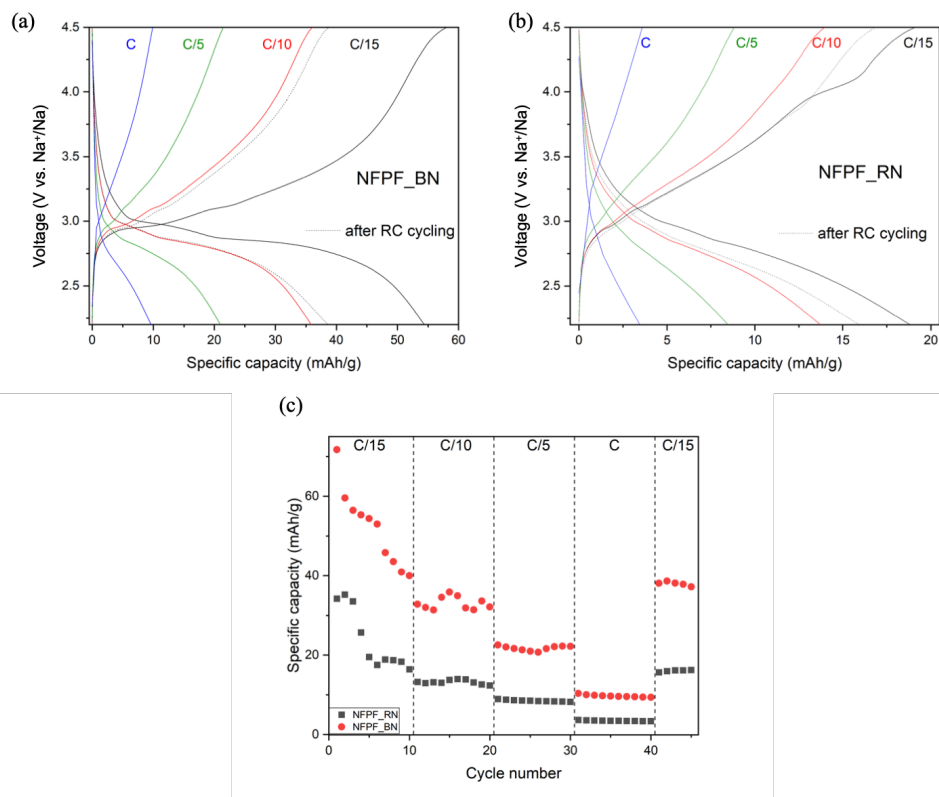 (a)
4.5
4.0
3.5
3.0
2.5
Voltage (V vs. Na⁺/Na)
C
C/5
C/10
C/15
NFPF_BN
after RC cycling
0 10 20 30 40 50 60
Specific capacity (mAh/g)
(b)
4.5
4.0
3.5
3.0
2.5
Voltage (V vs. Na⁺/Na)
C
C/5
C/10
C/15
NFPF_RN
after RC cycling
0 5 10 15 20
Specific capacity (mAh/g)
(c)
C/15 C/10 C/5 C C/15
60
40
20
0
Specific capacity (mAh/g)
NFPF_RN
NFPF_BN
0 10 20 30 40
Cycle number